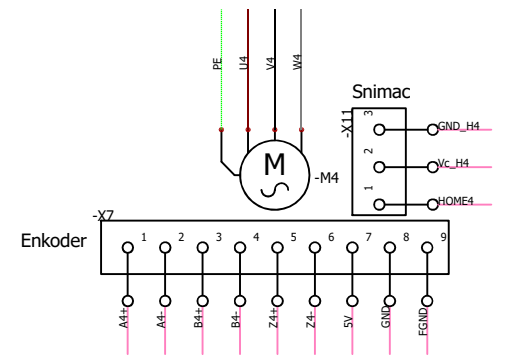 PE
U4
V4
W4
Snimac
-X11
3
GND_H4
2
Vc_H4
1
HOME4
M
-M4
-X7
Enkoder
1 2 3 4 5 6 7 8 9
A4+ A4- B4+ B4- Z4+ Z4- 5V GND FGND